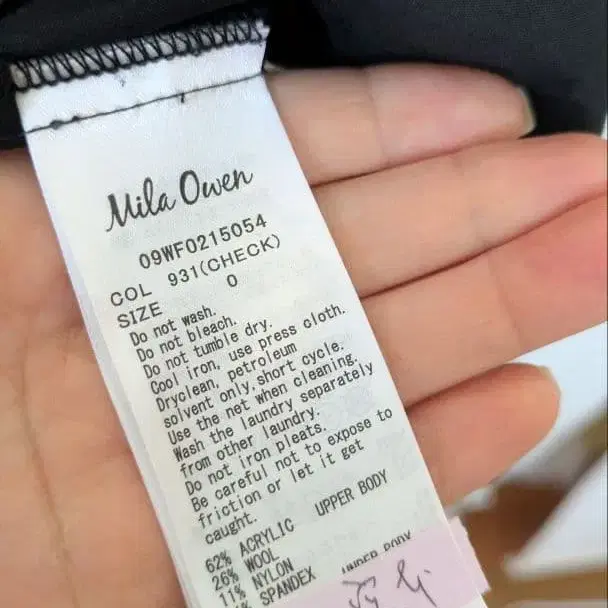 Mila Owen
09WF0215054
COL 931(CHECK)
SIZE 0
Do not wash.
Do not bleach.
Do not tumble dry.
Cool iron, use press cloth.
Dryclean, petroleum
solvent only,short cycle.
Use the net when cleaning.
Wash the laundry separately
from other laundry.
Do not iron pleats.
Be careful not to expose to
friction or let it get
caught.
UPPER BODY
62% ACRYLIC
26% WOOL
11% NYLON
% SPANDEX
UNDER BODY